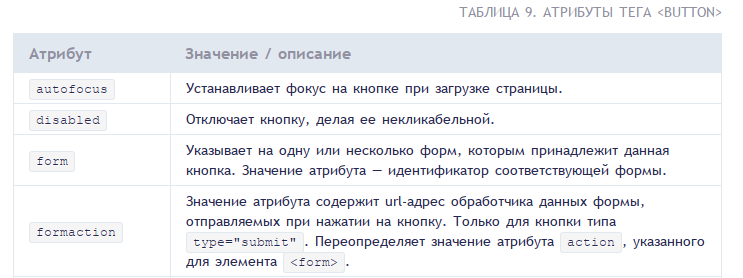 ТАБЛИЦА 9. АТРИБУТЫ ТЕГА <BUTTON>
Атрибут Значение / описание
autofocus Устанавливает фокус на кнопке при загрузке страницы.
disabled Отключает кнопку, делая ее некликабельной.
form Указывает на одну или несколько форм, которым принадлежит данная
кнопка. Значение атрибута — идентификатор соответствующей формы.
formaction Значение атрибута содержит url-адрес обработчика данных формы,
отправляемых при нажатии на кнопку. Только для кнопки типа
type="submit" . Переопределяет значение атрибута action , указанного
для элемента <form> .